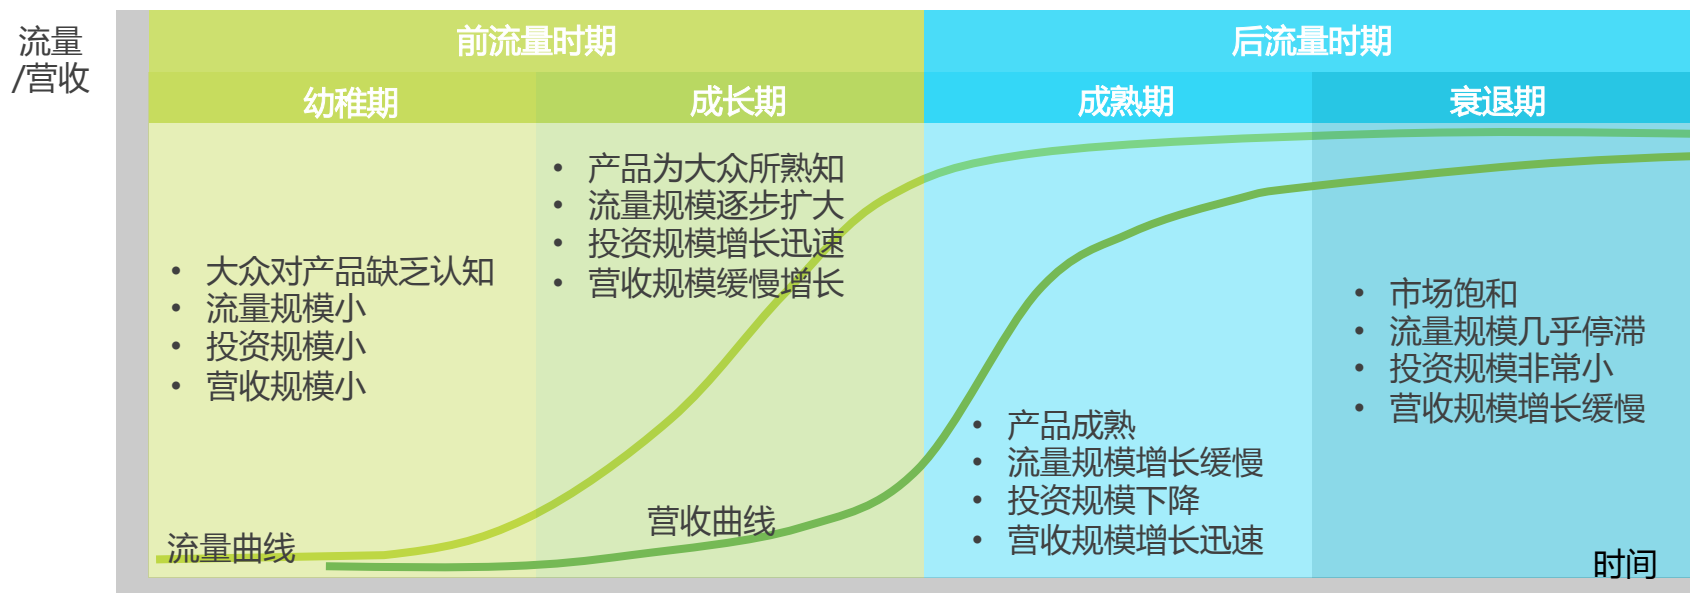 流量
/营收
前流量时期
后流量时期
幼稚期
成长期
成熟期
衰退期
• 大众对产品缺乏认知
• 流量规模小
• 投资规模小
• 营收规模小
• 产品为大众所熟知
• 流量规模逐步扩大
• 投资规模增长迅速
• 营收规模缓慢增长
• 产品成熟
• 流量规模增长缓慢
• 投资规模下降
• 营收规模增长迅速
• 市场饱和
• 流量规模几乎停滞
• 投资规模非常小
• 营收规模增长缓慢
流量曲线
营收曲线
时间